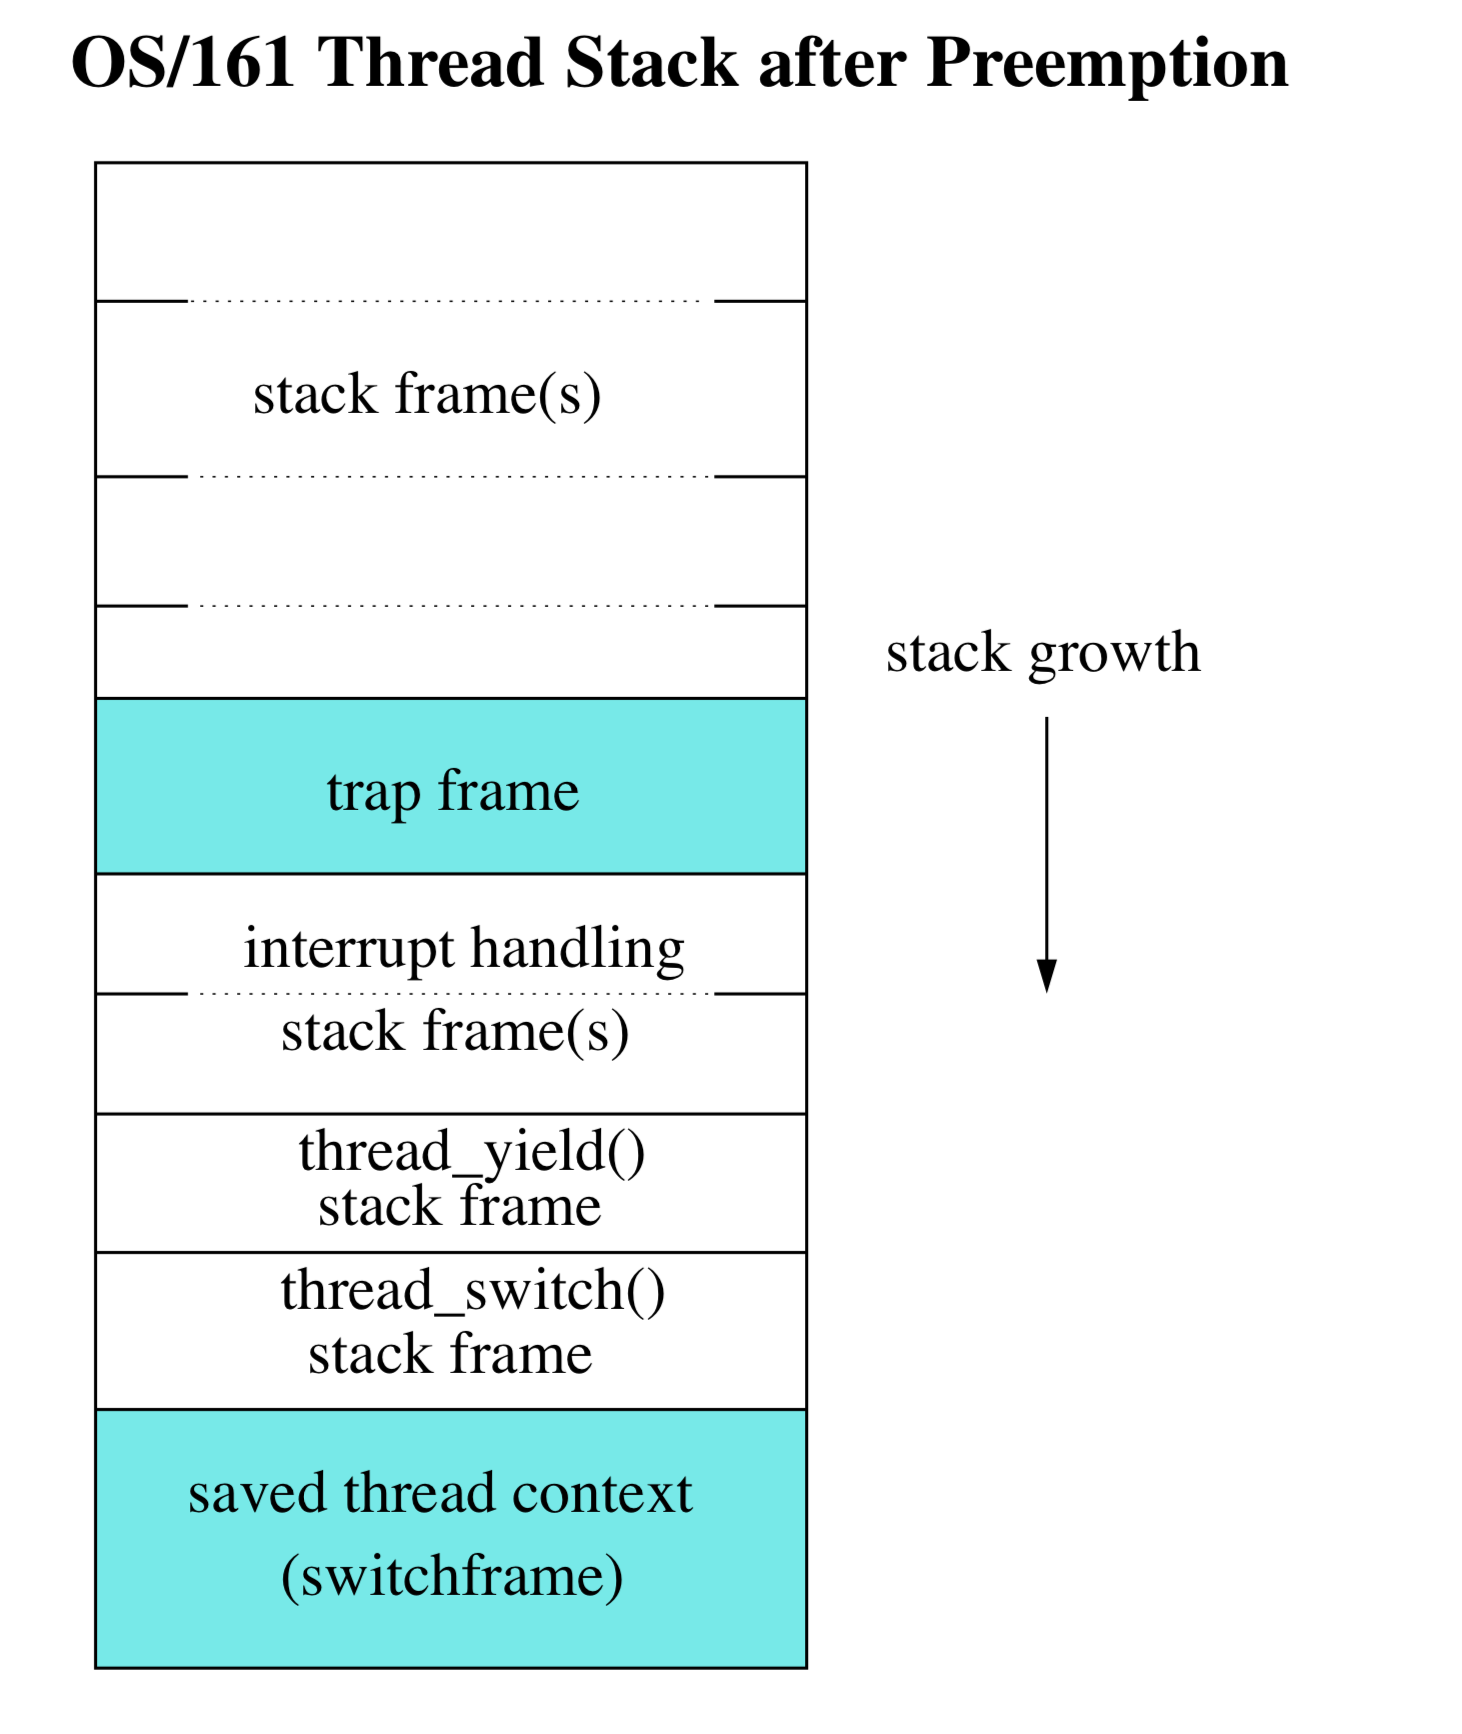 OS/161 Thread Stack after Preemption
stack frame(s)
stack growth
trap frame
interrupt handling
stack frame(s)
thread_yield()
stack frame
thread_switch()
stack frame
saved thread context
(switchframe)